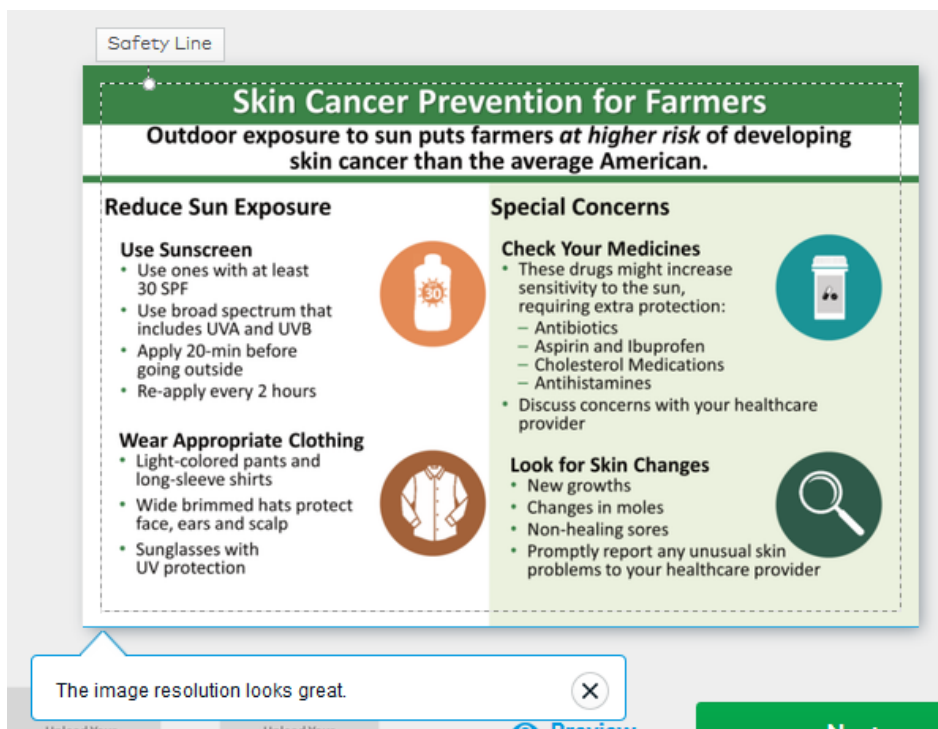 Safety Line
Skin Cancer Prevention for Farmers
Outdoor exposure to sun puts farmers at higher risk of developing
skin cancer than the average American.
Reduce Sun Exposure
Use Sunscreen
• Use ones with at least
30 SPF
• Use broad spectrum that
includes UVA and UVB
• Apply 20-min before
going outside
• Re-apply every 2 hours
30
Wear Appropriate Clothing
• Light-colored pants and
long-sleeve shirts
• Wide brimmed hats protect
face, ears and scalp
• Sunglasses with
UV protection
Special Concerns
Check Your Medicines
• These drugs might increase
sensitivity to the sun,
requiring extra protection:
– Antibiotics
– Aspirin and Ibuprofen
– Cholesterol Medications
– Antihistamines
• Discuss concerns with your healthcare
provider
Look for Skin Changes
• New growths
• Changes in moles
• Non-healing sores
• Promptly report any unusual skin
problems to your healthcare provider
The image resolution looks great.
Preview